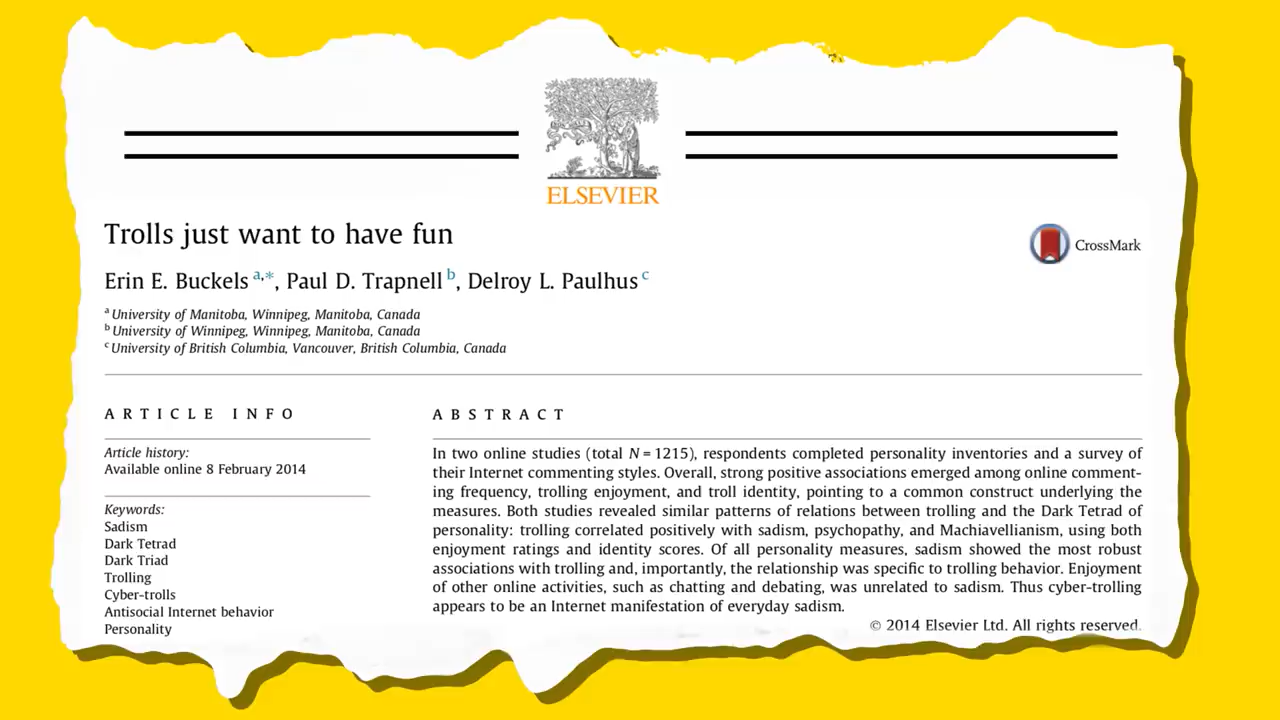 ELSEVIER
Trolls just want to have fun
CrossMark
Erin E. Buckels a,*, Paul D. Trapnell b, Delroy L. Paulhus c
a University of Manitoba, Winnipeg, Manitoba, Canada
b University of Winnipeg, Winnipeg, Manitoba, Canada
c University of British Columbia, Vancouver, British Columbia, Canada
ARTICLE INFO
Article history:
Available online 8 February 2014
Keywords:
Sadism
Dark Tetrad
Dark Triad
Trolling
Cyber-trolls
Antisocial Internet behavior
Personality
ABSTRACT
In two online studies (total N = 1215), respondents completed personality inventories and a survey of
their Internet commenting styles. Overall, strong positive associations emerged among online comment-
ing frequency, trolling enjoyment, and troll identity, pointing to a common construct underlying the
measures. Both studies revealed similar patterns of relations between trolling and the Dark Tetrad of
personality: trolling correlated positively with sadism, psychopathy, and Machiavellianism, using both
enjoyment ratings and identity scores. Of all personality measures, sadism showed the most robust
associations with trolling and, importantly, the relationship was specific to trolling behavior. Enjoyment
of other online activities, such as chatting and debating, was unrelated to sadism. Thus cyber-trolling
appears to be an Internet manifestation of everyday sadism.
© 2014 Elsevier Ltd. All rights reserved.